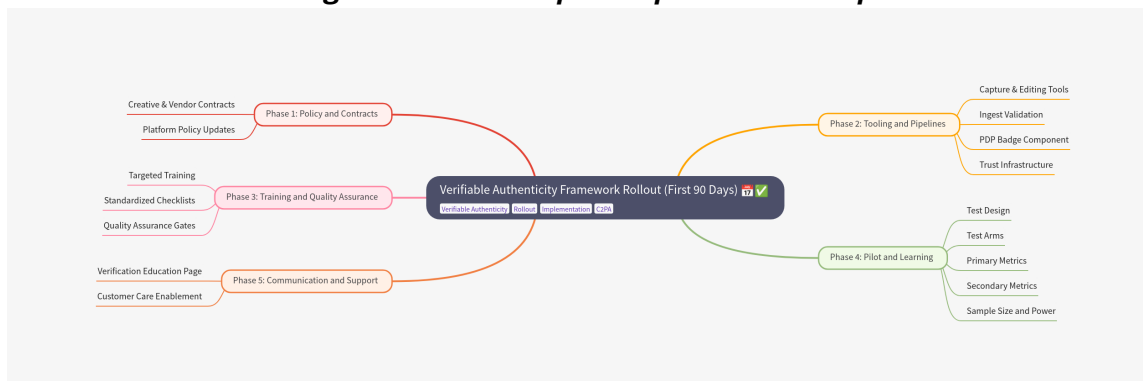 Verifiable Authenticity Framework Rollout (First 90 Days) 📅✅
Verifiable Authenticity Rollout Implementation C2PA
Phase 1: Policy and Contracts
Creative & Vendor Contracts
Platform Policy Updates
Phase 2: Tooling and Pipelines
Capture & Editing Tools
Ingest Validation
PDP Badge Component
Trust Infrastructure
Phase 3: Training and Quality Assurance
Targeted Training
Standardized Checklists
Quality Assurance Gates
Phase 4: Pilot and Learning
Test Design
Test Arms
Primary Metrics
Secondary Metrics
Sample Size and Power
Phase 5: Communication and Support
Verification Education Page
Customer Care Enablement